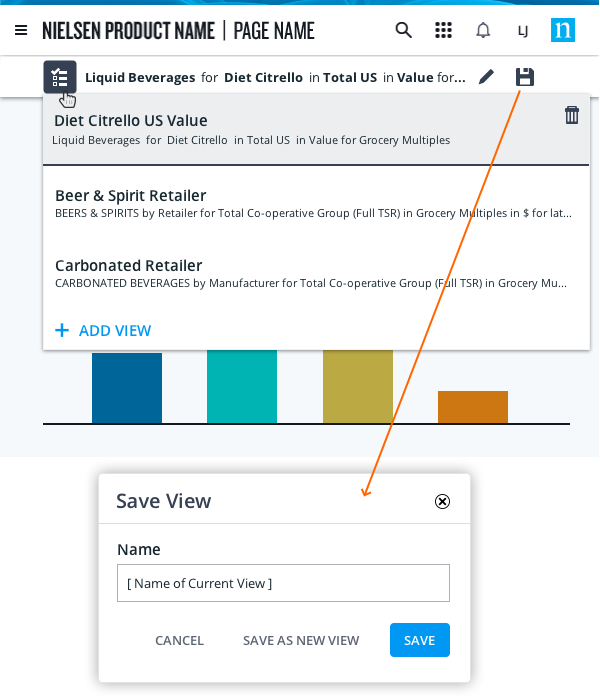 NIELSEN PRODUCT NAME | PAGE NAME
LJ
n
Liquid Beverages for Diet Citrello in Total US in Value for...
Diet Citrello US Value
Liquid Beverages for Diet Citrello in Total US in Value for Grocery Multiples
Beer & Spirit Retailer
BEERS & SPIRITS by Retailer for Total Co-operative Group (Full TSR) in Grocery Multiples in $ for lat...
Carbonated Retailer
CARBONATED BEVERAGES by Manufacturer for Total Co-operative Group (Full TSR) in Grocery Mu...
+ ADD VIEW
Save View
Name
[ Name of Current View ]
CANCEL
SAVE AS NEW VIEW
SAVE